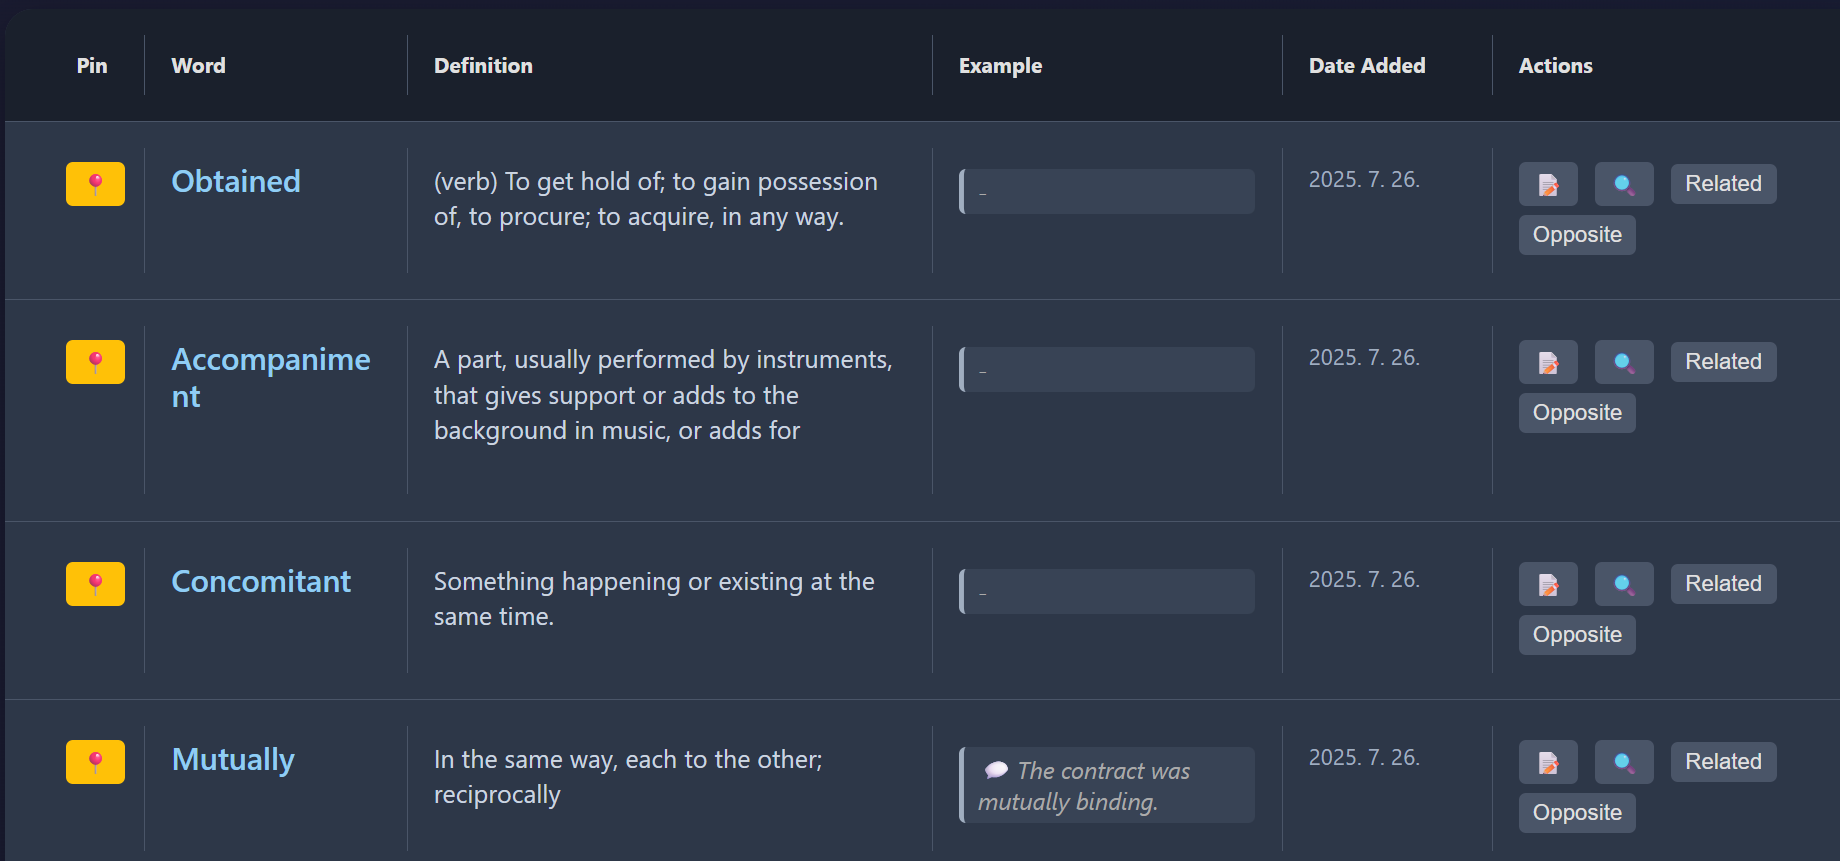 Pin Word Definition Example Date Added Actions
Obtained
(verb) To get hold of; to gain possession
of, to procure; to acquire, in any way.
-
2025. 7. 26.
Related
Opposite
Accompanime
nt
A part, usually performed by instruments,
that gives support or adds to the
background in music, or adds for
-
2025. 7. 26.
Related
Opposite
Concomitant
Something happening or existing at the
same time.
-
2025. 7. 26.
Related
Opposite
Mutually
In the same way, each to the other;
reciprocally
The contract was
mutually binding.
2025. 7. 26.
Related
Opposite